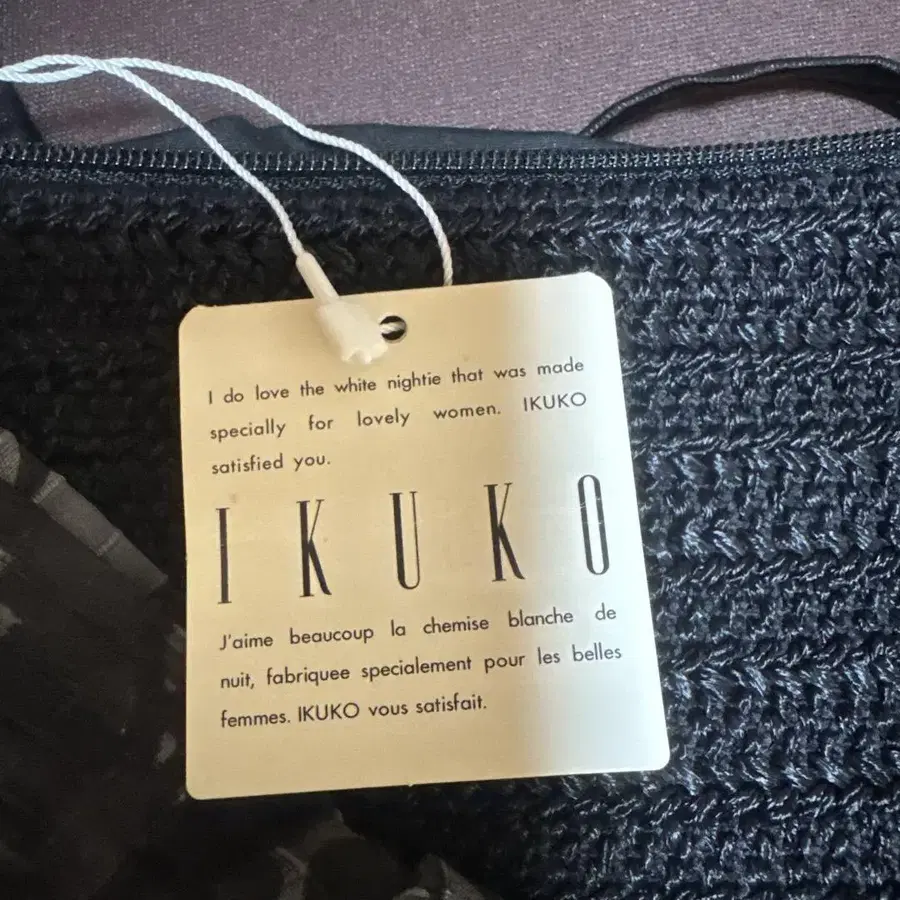 I do love the white nightie that was made
specially for lovely women. IKUKO
satisfied you.
IKUKO
J'aime beaucoup la chemise blanche de
nuit, fabriquee specialement pour les belles
femmes. IKUKO vous satisfait.